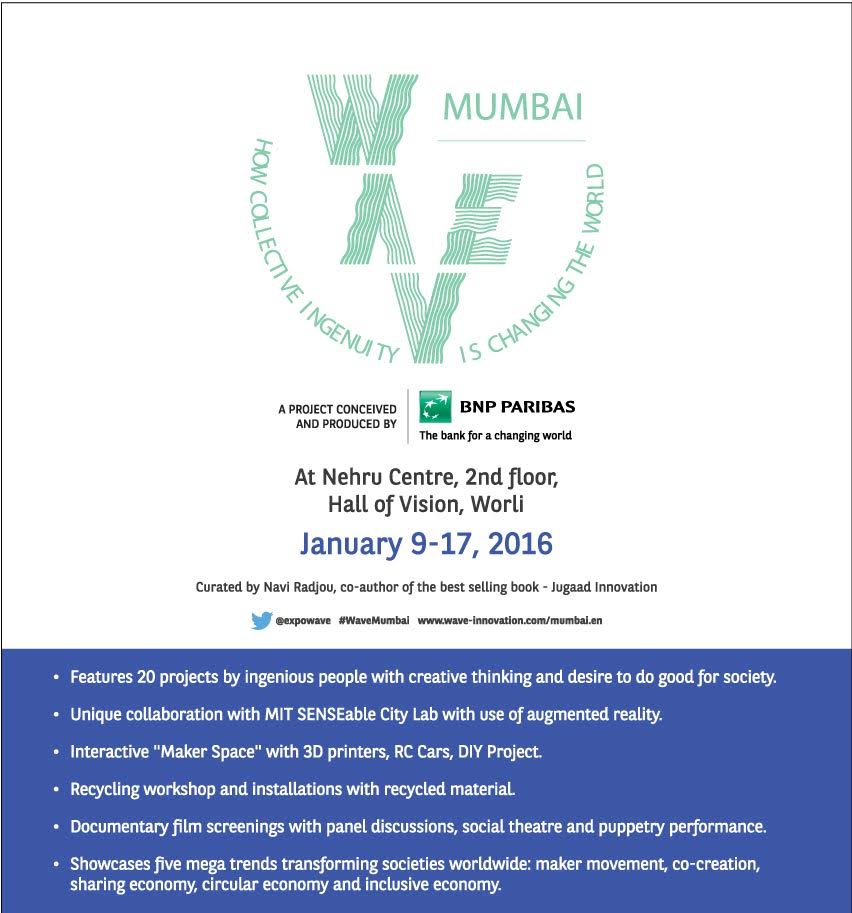 WAVE
MUMBAI
HOW COLLECTIVE INGENUITY IS CHANGING THE WORLD
A PROJECT CONCEIVED
AND PRODUCED BY
BNP PARIBAS
The bank for a changing world
At Nehru Centre, 2nd floor,
Hall of Vision, Worli
January 9-17, 2016
Curated by Navi Radjou, co-author of the best selling book - Jugaad Innovation
@expowave #WaveMumbai www.wave-innovation.com/mumbai.en
• Features 20 projects by ingenious people with creative thinking and desire to do good for society.
• Unique collaboration with MIT SENSEable City Lab with use of augmented reality.
• Interactive "Maker Space" with 3D printers, RC Cars, DIY Project.
• Recycling workshop and installations with recycled material.
• Documentary film screenings with panel discussions, social theatre and puppetry performance.
• Showcases five mega trends transforming societies worldwide: maker movement, co-creation,
sharing economy, circular economy and inclusive economy.